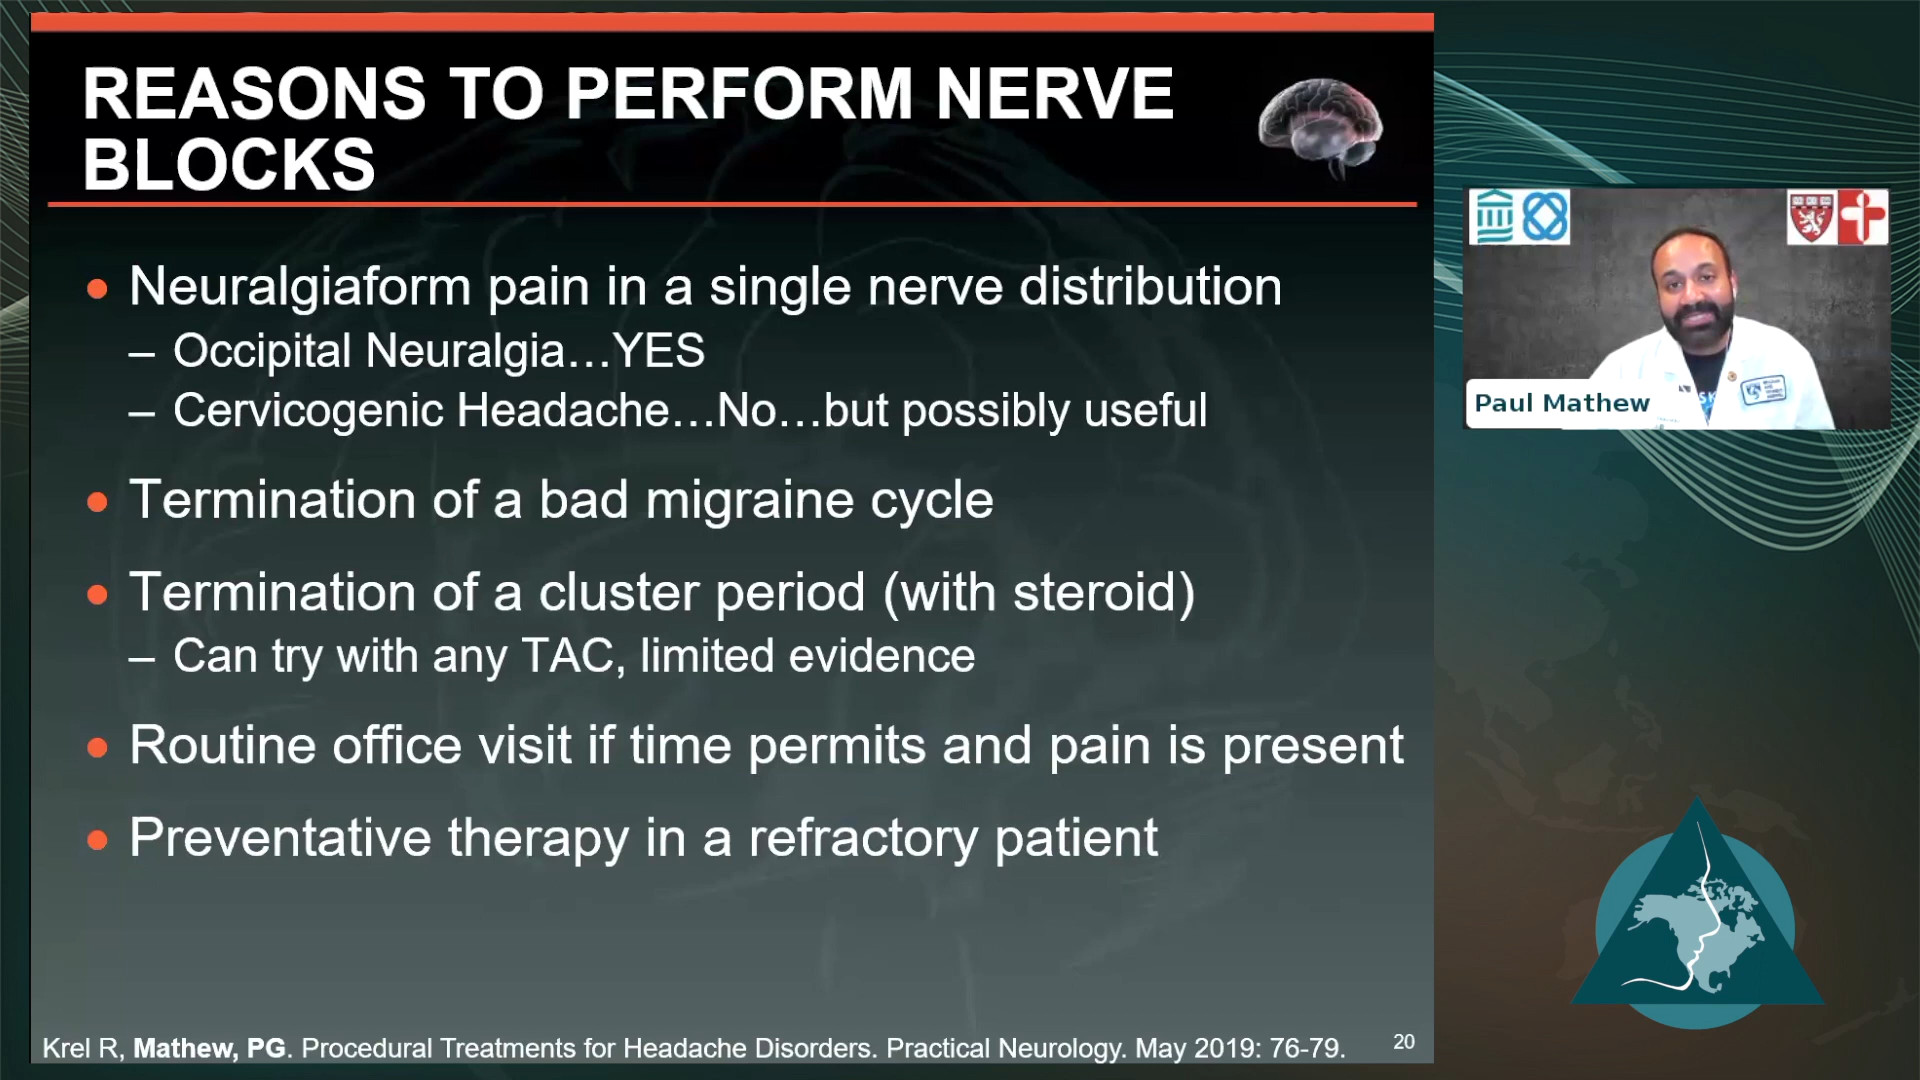 REASONS TO PERFORM NERVE
BLOCKS
• Neuralgiaform pain in a single nerve distribution
– Occipital Neuralgia…YES
– Cervicogenic Headache…No…but possibly useful
• Termination of a bad migraine cycle
• Termination of a cluster period (with steroid)
– Can try with any TAC, limited evidence
• Routine office visit if time permits and pain is present
• Preventative therapy in a refractory patient
Krel R, Mathew, PG. Procedural Treatments for Headache Disorders. Practical Neurology. May 2019: 76-79.
20
Paul Mathew